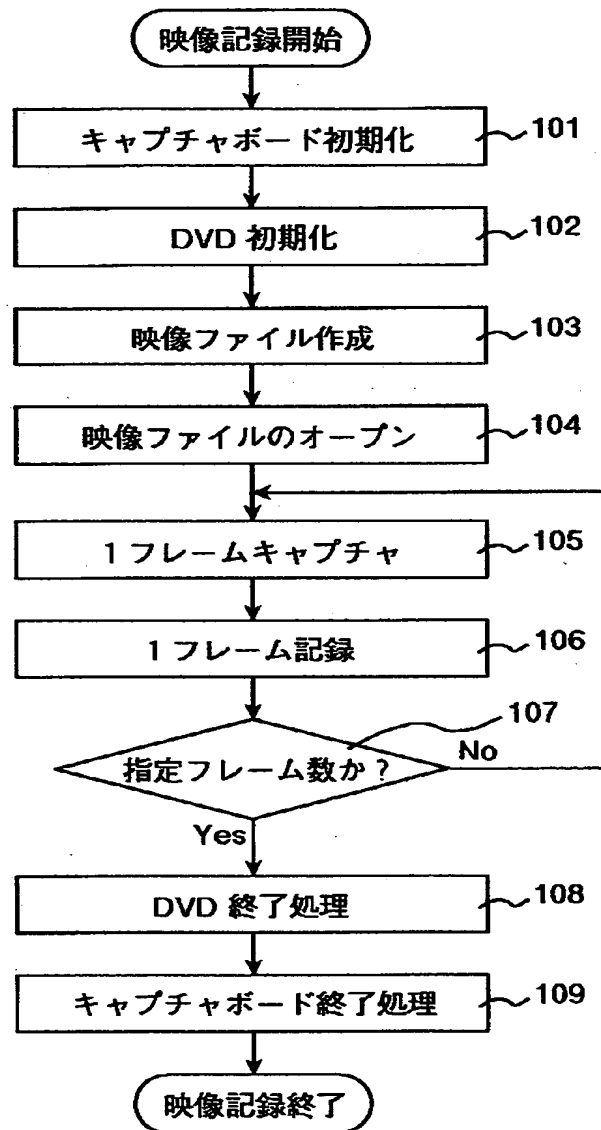 映像記録開始
キャプチャボード初期化
101
DVD 初期化
102
映像ファイル作成
103
映像ファイルのオープン
104
1フレームキャプチャ
105
1フレーム記録
106
107
指定フレーム数か?
No
Yes
DVD 終了処理
108
キャプチャボード終了処理
109
映像記録終了